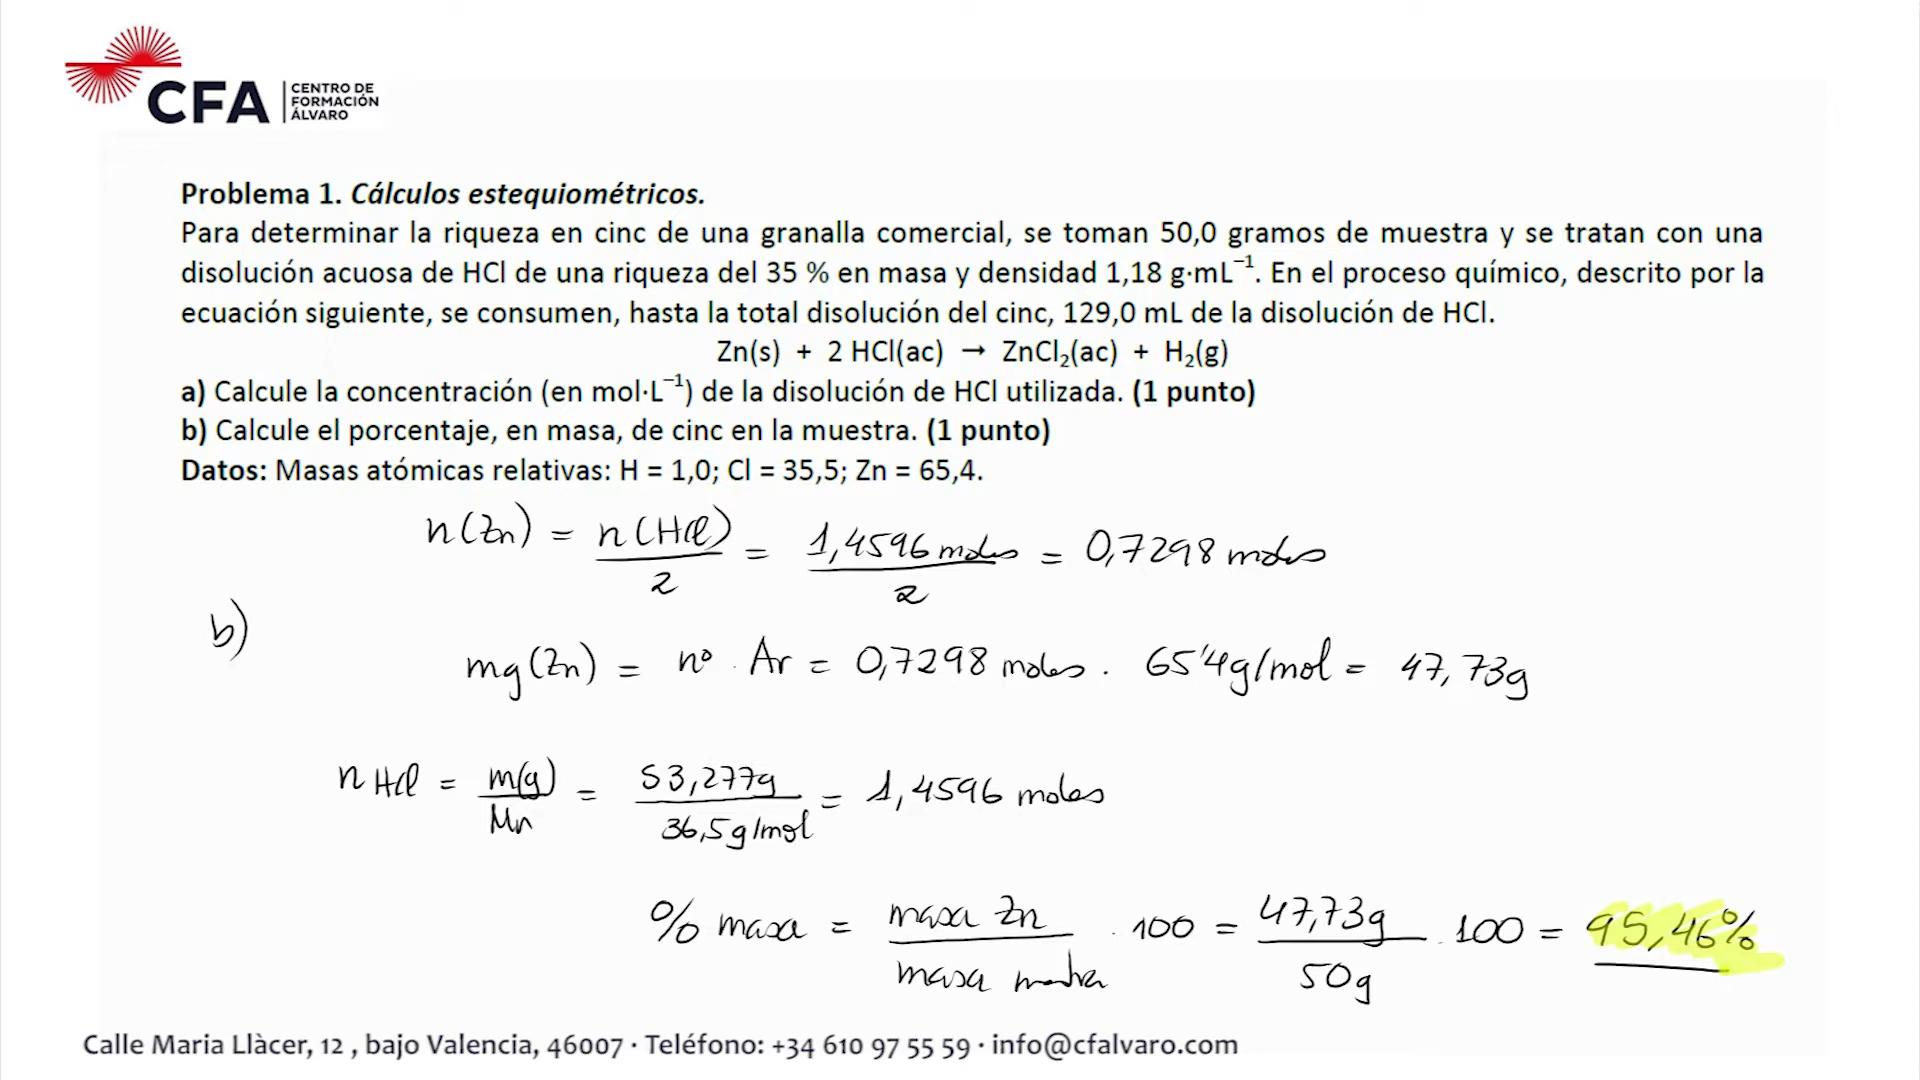 CFA
CENTRO DE
FORMACIÓN
ÁLVARO
Problema 1. Cálculos estequiométricos.
Para determinar la riqueza en cinc de una granalla comercial, se toman 50,0 gramos de muestra y se tratan con una
disolución acuosa de HCl de una riqueza del 35 % en masa y densidad 1,18 g·mL⁻¹. En el proceso químico, descrito por la
ecuación siguiente, se consumen, hasta la total disolución del cinc, 129,0 mL de la disolución de HCl.
Zn(s) + 2 HCl(ac) → ZnCl₂(ac) + H₂(g)
a) Calcule la concentración (en mol·L⁻¹) de la disolución de HCl utilizada. (1 punto)
b) Calcule el porcentaje, en masa, de cinc en la muestra. (1 punto)
Datos: Masas atómicas relativas: H = 1,0; Cl = 35,5; Zn = 65,4.
n(Zn) = n(HCl)/2 = 1,4596 moles/2 = 0,7298 moles
b)
mg(Zn) = nº · Ar = 0,7298 moles · 65'4g/mol = 47,73g
n HCl = m(g)/Mn = 53,277g/36,5g/mol = 1,4596 moles
% masa = masa Zn/masa muestra · 100 = 47,73g/50g · 100 = 95,46%
Calle Maria Llàcer, 12 , bajo Valencia, 46007 · Teléfono: +34 610 97 55 59 · info@cfalvaro.com